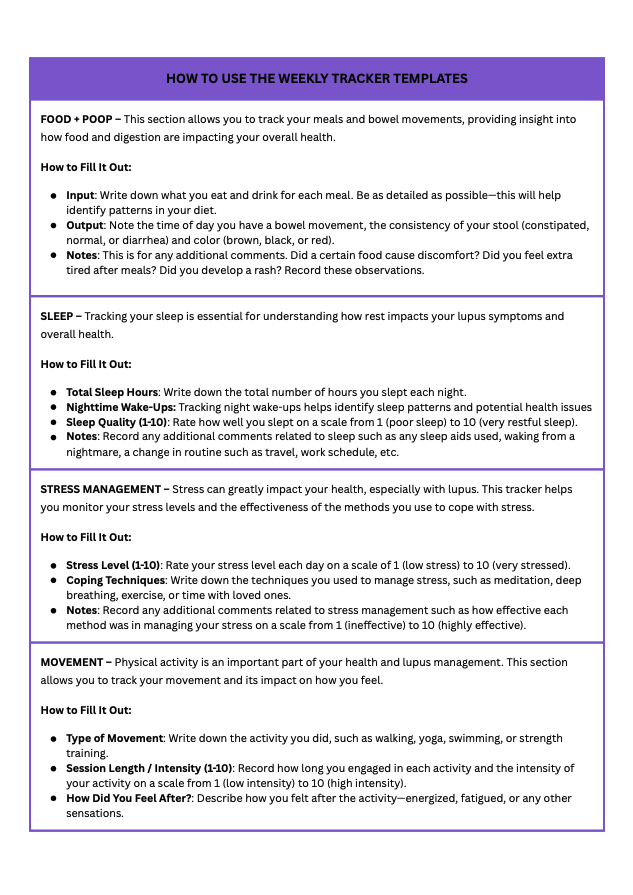 HOW TO USE THE WEEKLY TRACKER TEMPLATES
FOOD + POOP – This section allows you to track your meals and bowel movements, providing insight into
how food and digestion are impacting your overall health.
How to Fill It Out:
● Input: Write down what you eat and drink for each meal. Be as detailed as possible—this will help
identify patterns in your diet.
● Output: Note the time of day you have a bowel movement, the consistency of your stool (constipated,
normal, or diarrhea) and color (brown, black, or red).
● Notes: This is for any additional comments. Did a certain food cause discomfort? Did you feel extra
tired after meals? Did you develop a rash? Record these observations.
SLEEP – Tracking your sleep is essential for understanding how rest impacts your lupus symptoms and
overall health.
How to Fill It Out:
● Total Sleep Hours: Write down the total number of hours you slept each night.
● Nighttime Wake-Ups: Tracking night wake-ups helps identify sleep patterns and potential health issues
● Sleep Quality (1-10): Rate how well you slept on a scale from 1 (poor sleep) to 10 (very restful sleep).
● Notes: Record any additional comments related to sleep such as any sleep aids used, waking from a
nightmare, a change in routine such as travel, work schedule, etc.
STRESS MANAGEMENT – Stress can greatly impact your health, especially with lupus. This tracker helps
you monitor your stress levels and the effectiveness of the methods you use to cope with stress.
How to Fill It Out:
● Stress Level (1-10): Rate your stress level each day on a scale of 1 (low stress) to 10 (very stressed).
● Coping Techniques: Write down the techniques you used to manage stress, such as meditation, deep
breathing, exercise, or time with loved ones.
● Notes: Record any additional comments related to stress management such as how effective each
method was in managing your stress on a scale from 1 (ineffective) to 10 (highly effective).
MOVEMENT – Physical activity is an important part of your health and lupus management. This section
allows you to track your movement and its impact on how you feel.
How to Fill It Out:
● Type of Movement: Write down the activity you did, such as walking, yoga, swimming, or strength
training.
● Session Length / Intensity (1-10): Record how long you engaged in each activity and the intensity of
your activity on a scale from 1 (low intensity) to 10 (high intensity).
● How Did You Feel After?: Describe how you felt after the activity—energized, fatigued, or any other
sensations.